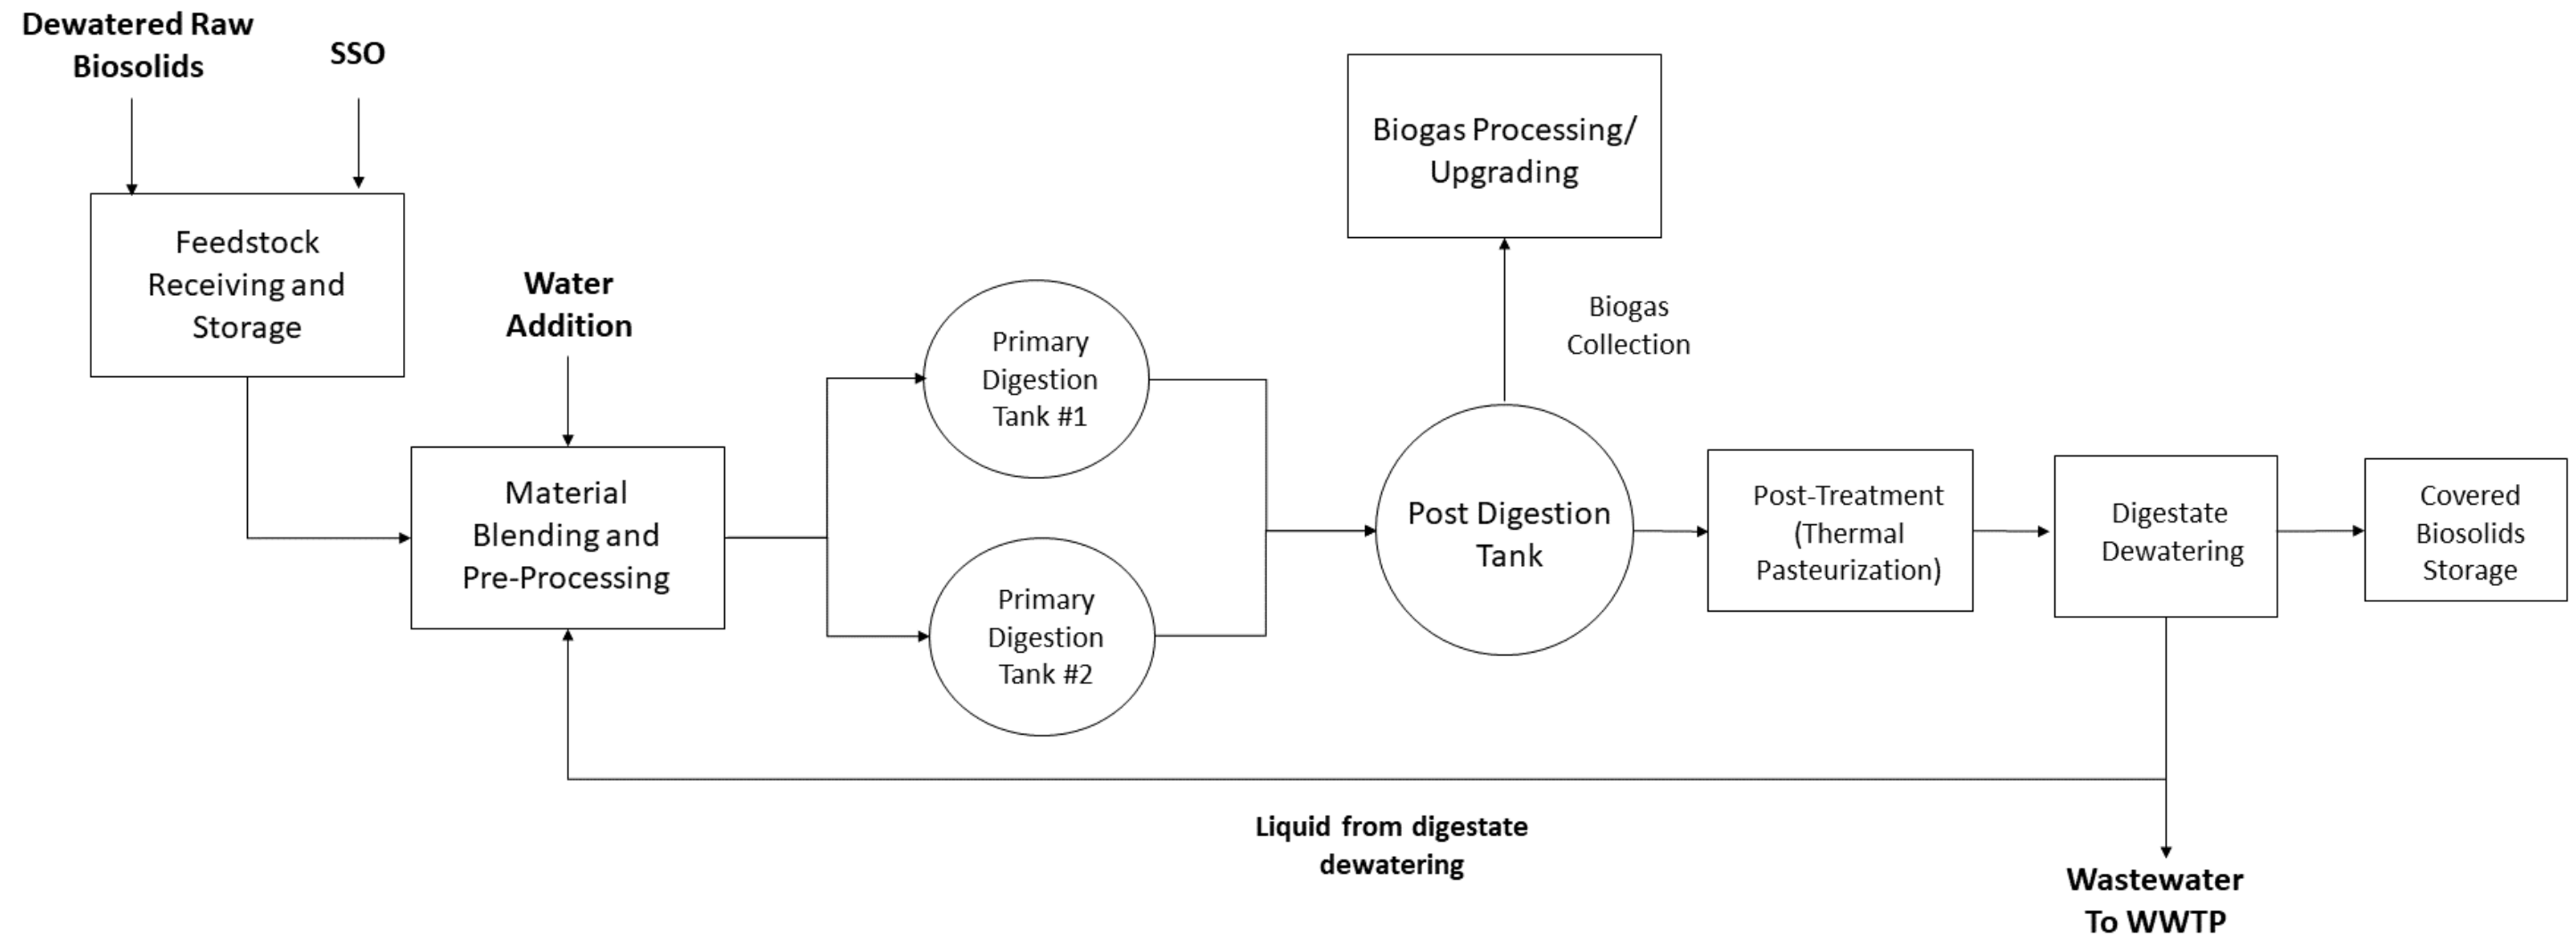 Dewatered Raw
Biosolids
SSO
Feedstock
Receiving and
Storage
Water
Addition
Material
Blending and
Pre-Processing
Primary
Digestion
Tank #1
Primary
Digestion
Tank #2
Biogas Processing/
Upgrading
Biogas
Collection
Post Digestion
Tank
Post-Treatment
(Thermal
Pasteurization)
Digestate
Dewatering
Covered
Biosolids
Storage
Liquid from digestate
dewatering
Wastewater
To WWTP